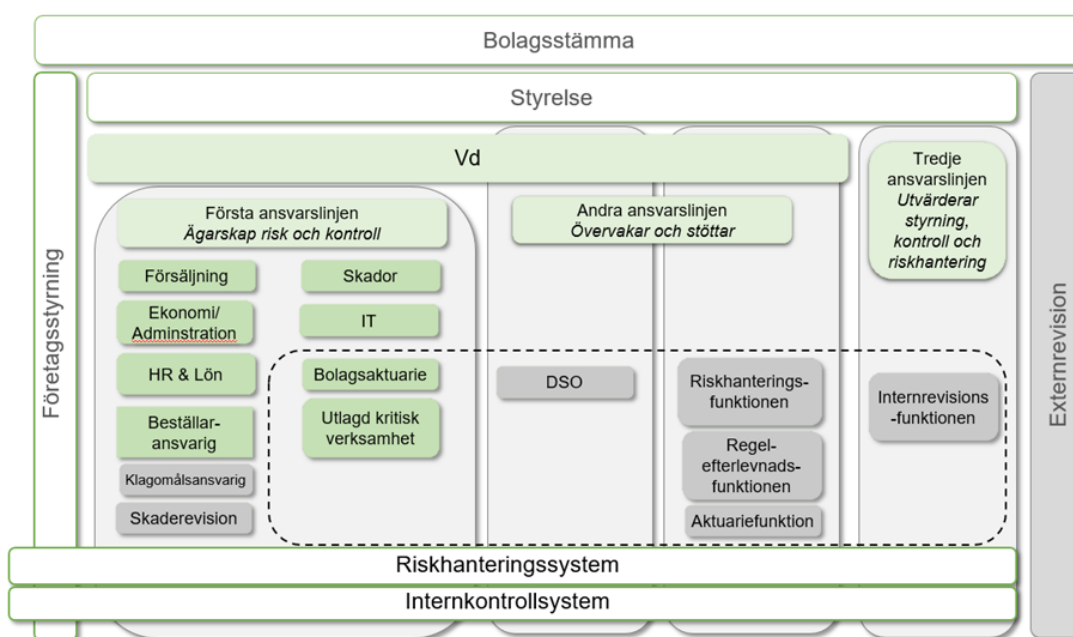 Bolagsstämma
Styrelse
Vd
Företagsstyrning
Externrevision
Första ansvarslinjen
Ägarskap risk och kontroll
Försäljning
Ekonomi/
Adminstration
HR & Lön
Beställar-
ansvarig
Klagomålsansvarig
Skaderevision
Skador
IT
Bolagsaktuarie
Utlagd kritisk
verksamhet
Andra ansvarslinjen
Övervakar och stöttar
DSO
Riskhanterings-
funktionen
Regel-
efterlevnads-
funktionen
Aktuariefunktion
Tredje
ansvarslinjen
Utvärderar
styrning,
kontroll och
riskhantering
Internrevisions
-funktionen
Riskhanteringssystem
Internkontrollsystem